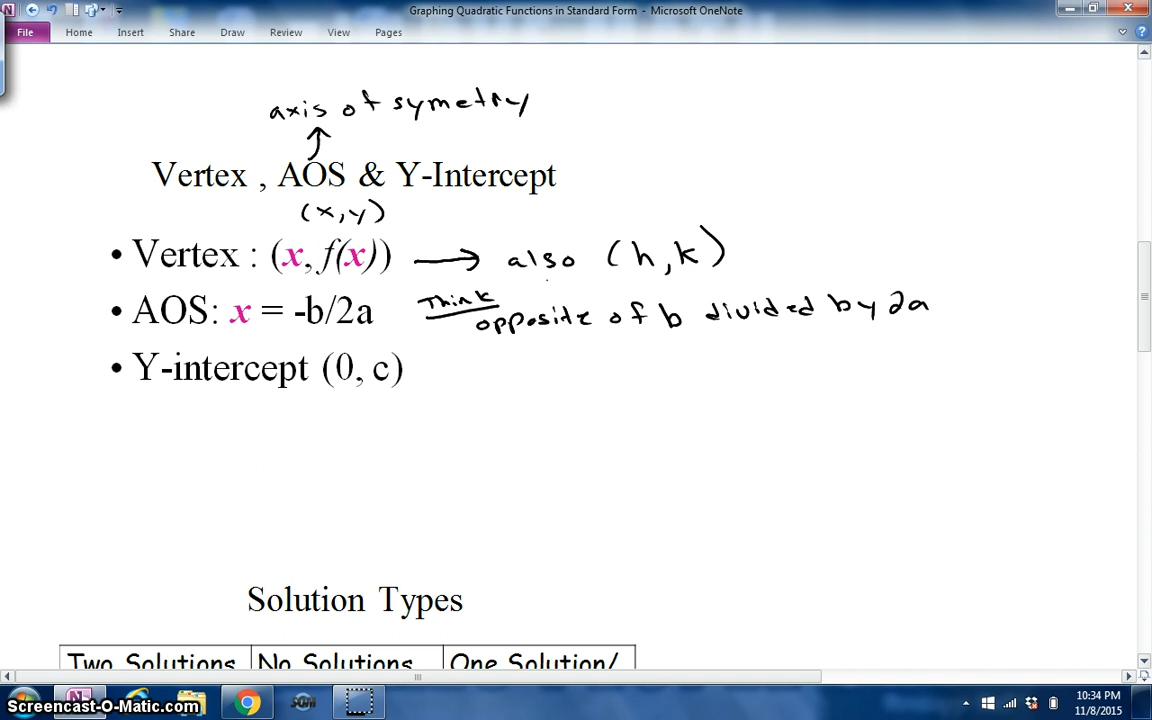 Graphing Quadratic Functions in Standard Form - Microsoft OneNote
File Home Insert Share Draw Review View Pages
axis of symetry
Vertex , AOS & Y-Intercept
(x,y)
• Vertex : (x, f(x)) → also (h,k)
• AOS: x = -b/2a Think opposite of b divided by 2a
• Y-intercept (0, c)
Solution Types
Two Solutions No Solutions One Solution/
SCM
10:34 PM
Screencast-O-Matic.com
11/8/2015